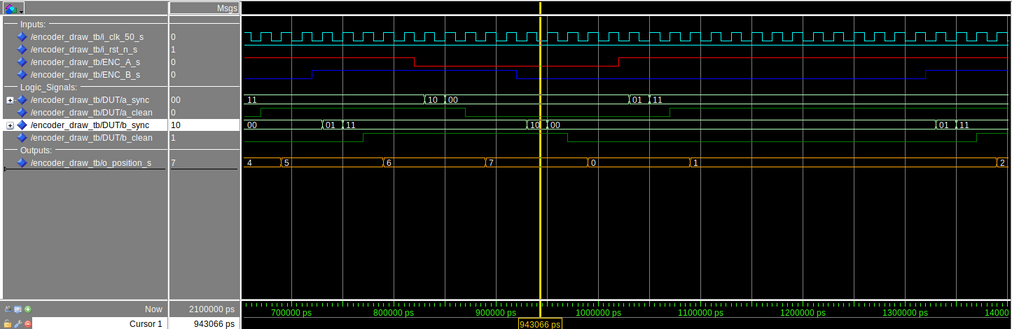 Msgs
Inputs:
/encoder_draw_tb/i_clk_50_s 0
/encoder_draw_tb/i_rst_n_s 1
/encoder_draw_tb/ENC_A_s 0
/encoder_draw_tb/ENC_B_s 0
Logic_Signals:
/encoder_draw_tb/DUT/a_sync 00 11 10 00 01 11
/encoder_draw_tb/DUT/a_clean 0
/encoder_draw_tb/DUT/b_sync 10 00 01 11 10 00 01 11
/encoder_draw_tb/DUT/b_clean 1
Outputs:
/encoder_draw_tb/o_position_s 7 4 5 6 7 0 1 2
Now 2100000 ps 700000 ps 800000 ps 900000 ps 1000000 ps 1100000 ps 1200000 ps 1300000 ps 14000
Cursor 1 943066 ps 943066 ps